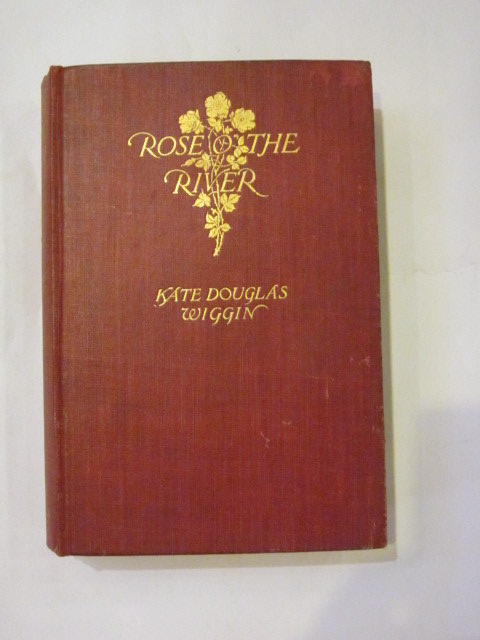 ROSE O' THE
RIVER
KATE DOUGLAS
WIGGIN